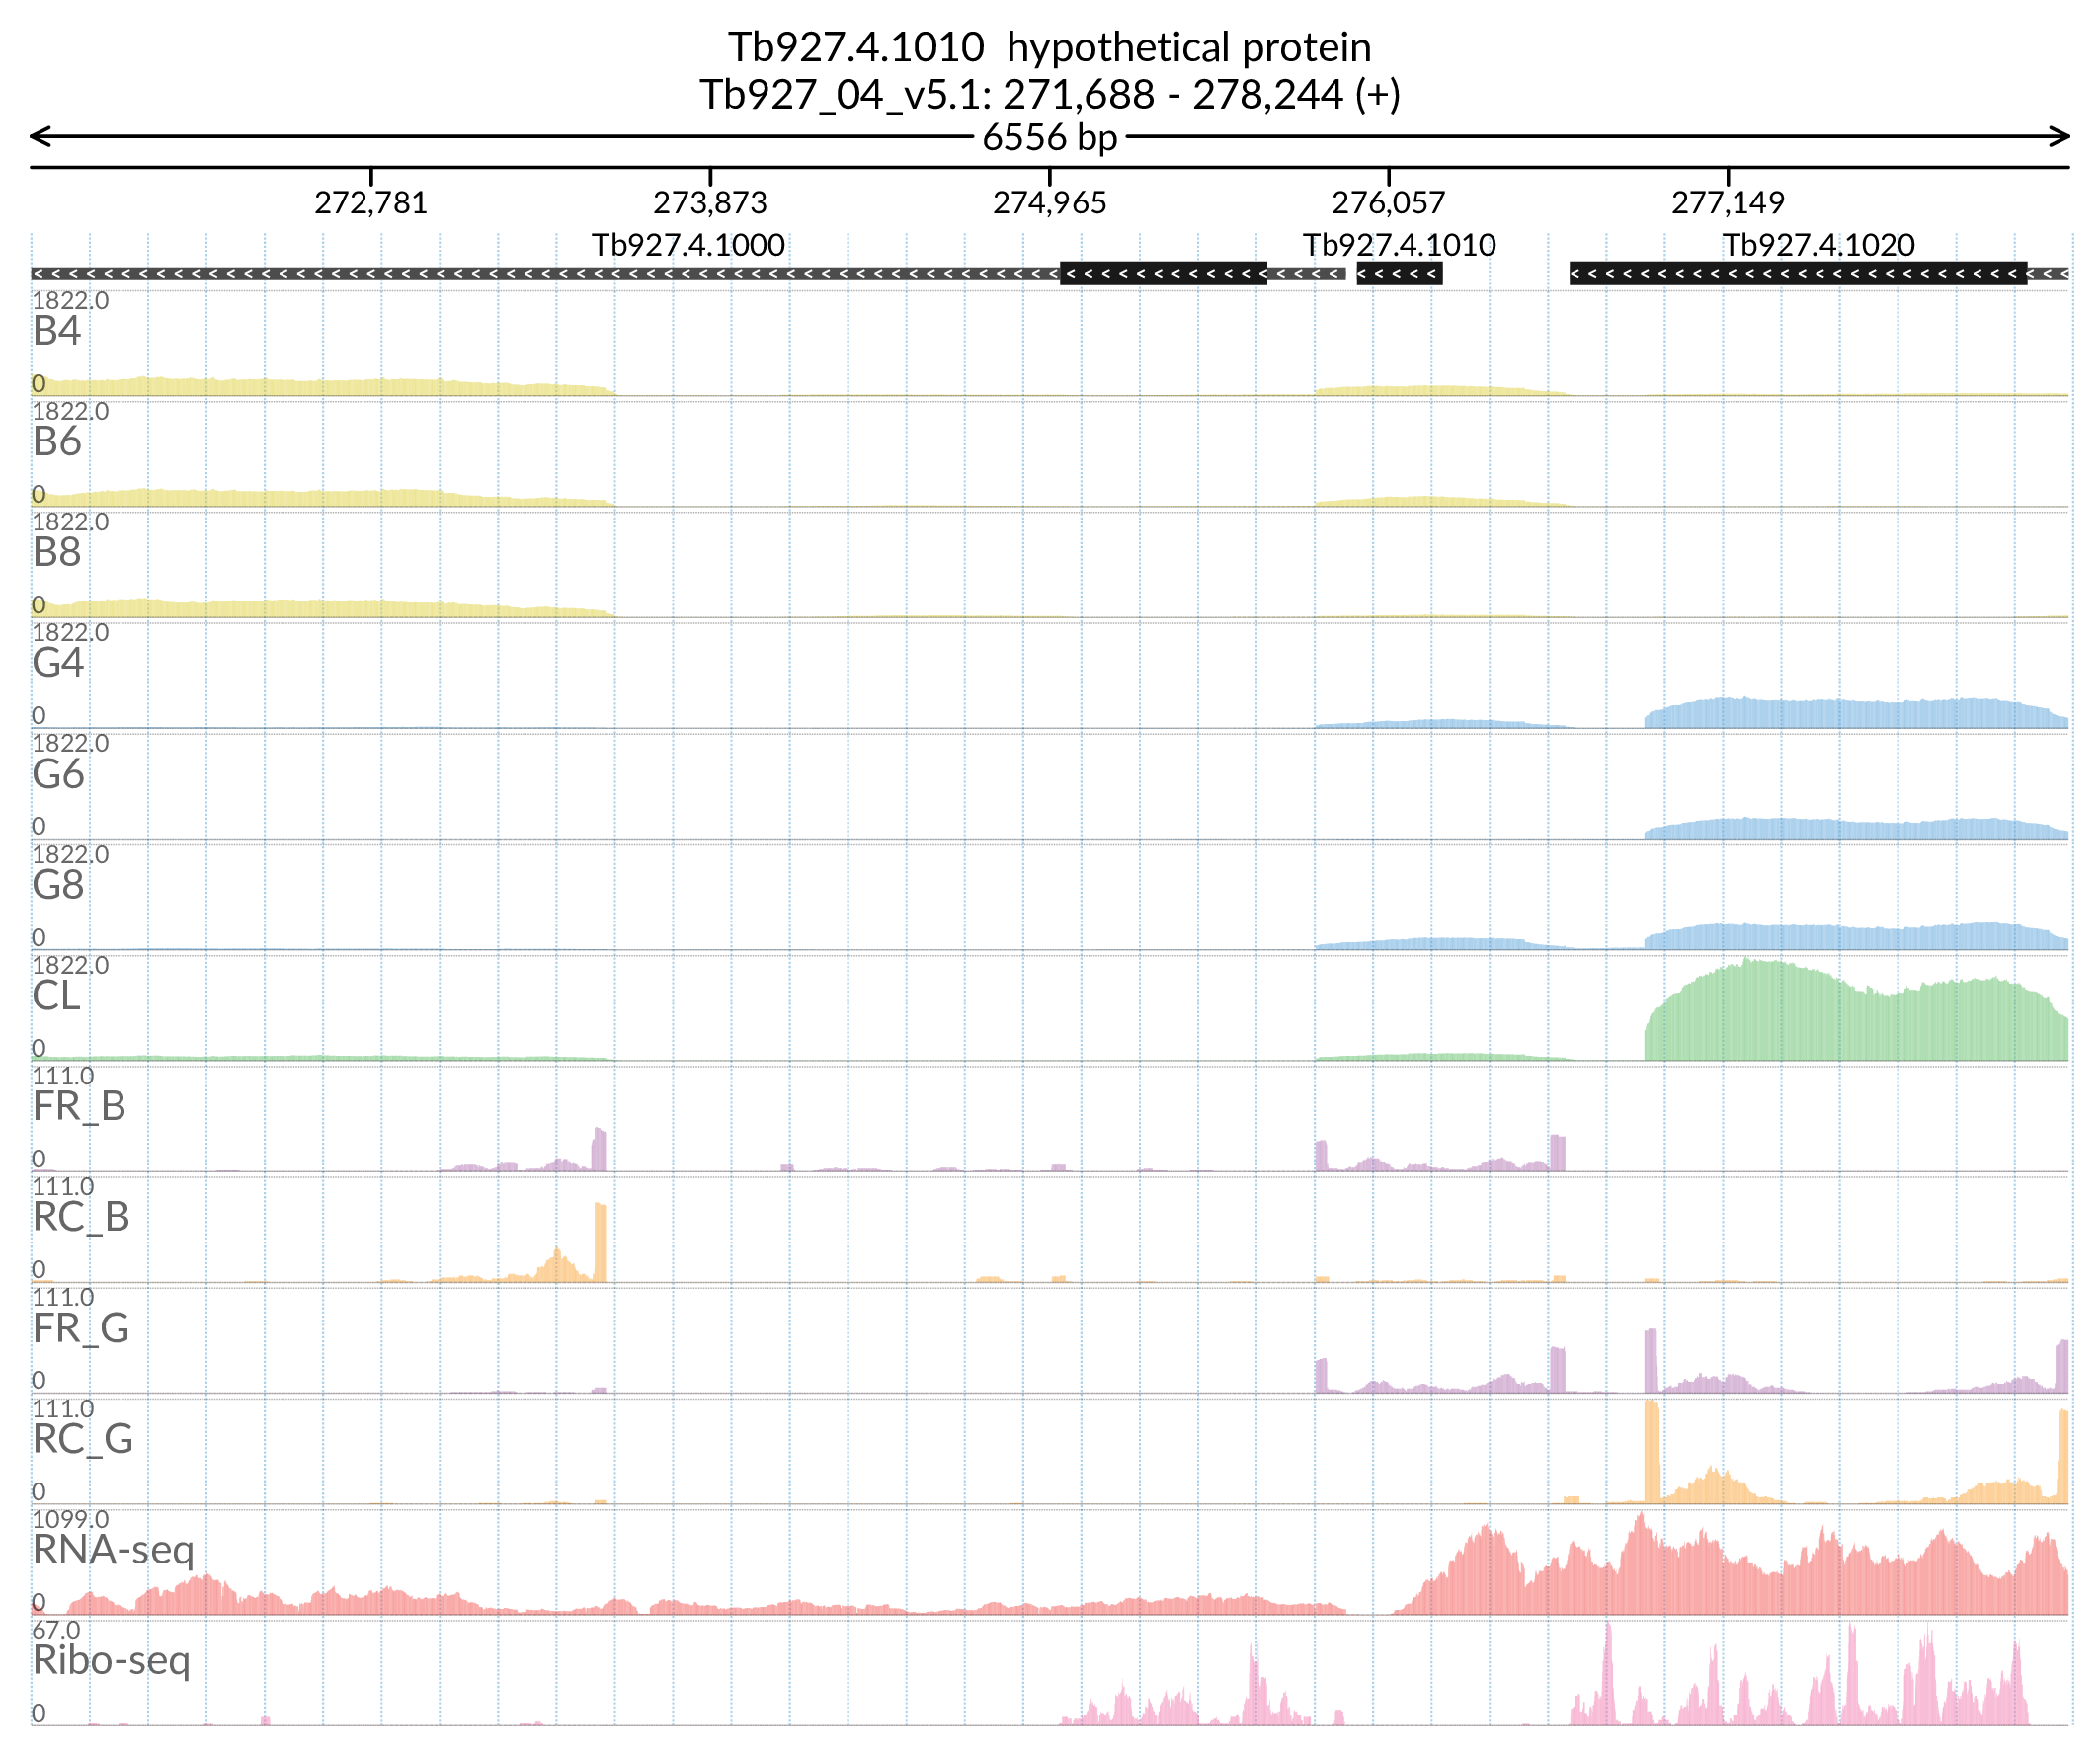 Tb927.4.1010 hypothetical protein
Tb927_04_v5.1: 271,688 - 278,244 (+)
6556 bp
272,781 273,873 274,965 276,057 277,149
Tb927.4.1000 Tb927.4.1010 Tb927.4.1020
1822.0
B4
0
1822.0
B6
0
1822.0
B8
0
1822.0
G4
0
1822.0
G6
0
1822.0
G8
0
1822.0
CL
0
111.0
FR_B
0
111.0
RC_B
0
111.0
FR_G
0
111.0
RC_G
0
1099.0
RNA-seq
0
67.0
Ribo-seq
0